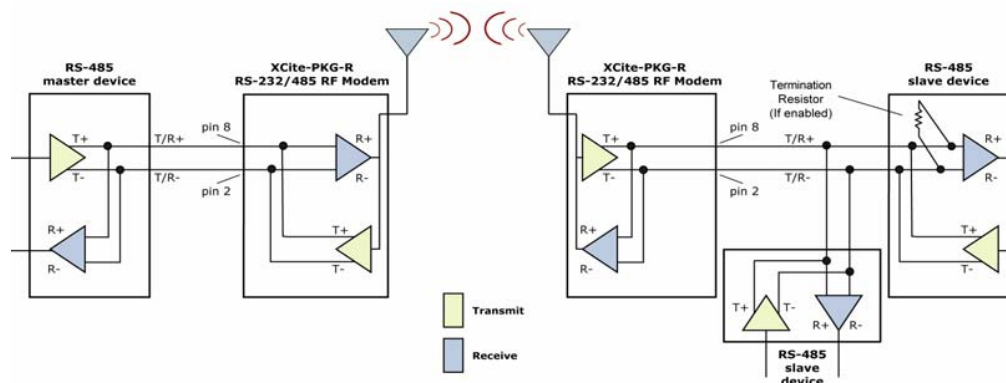 RS-485
master device
T+
T-
R+
R-
T/R+
T/R-
pin 8
pin 2
XCite-PKG-R
RS-232/485 RF Modem
R+
R-
T+
T-
XCite-PKG-R
RS-232/485 RF Modem
T+
T-
R+
R-
pin 8
pin 2
T/R+
T/R-
Termination
Resistor
(If enabled)
RS-485
slave device
R+
R-
T+
T-
T+
T-
R+
R-
RS-485
slave
device
Transmit
Receive